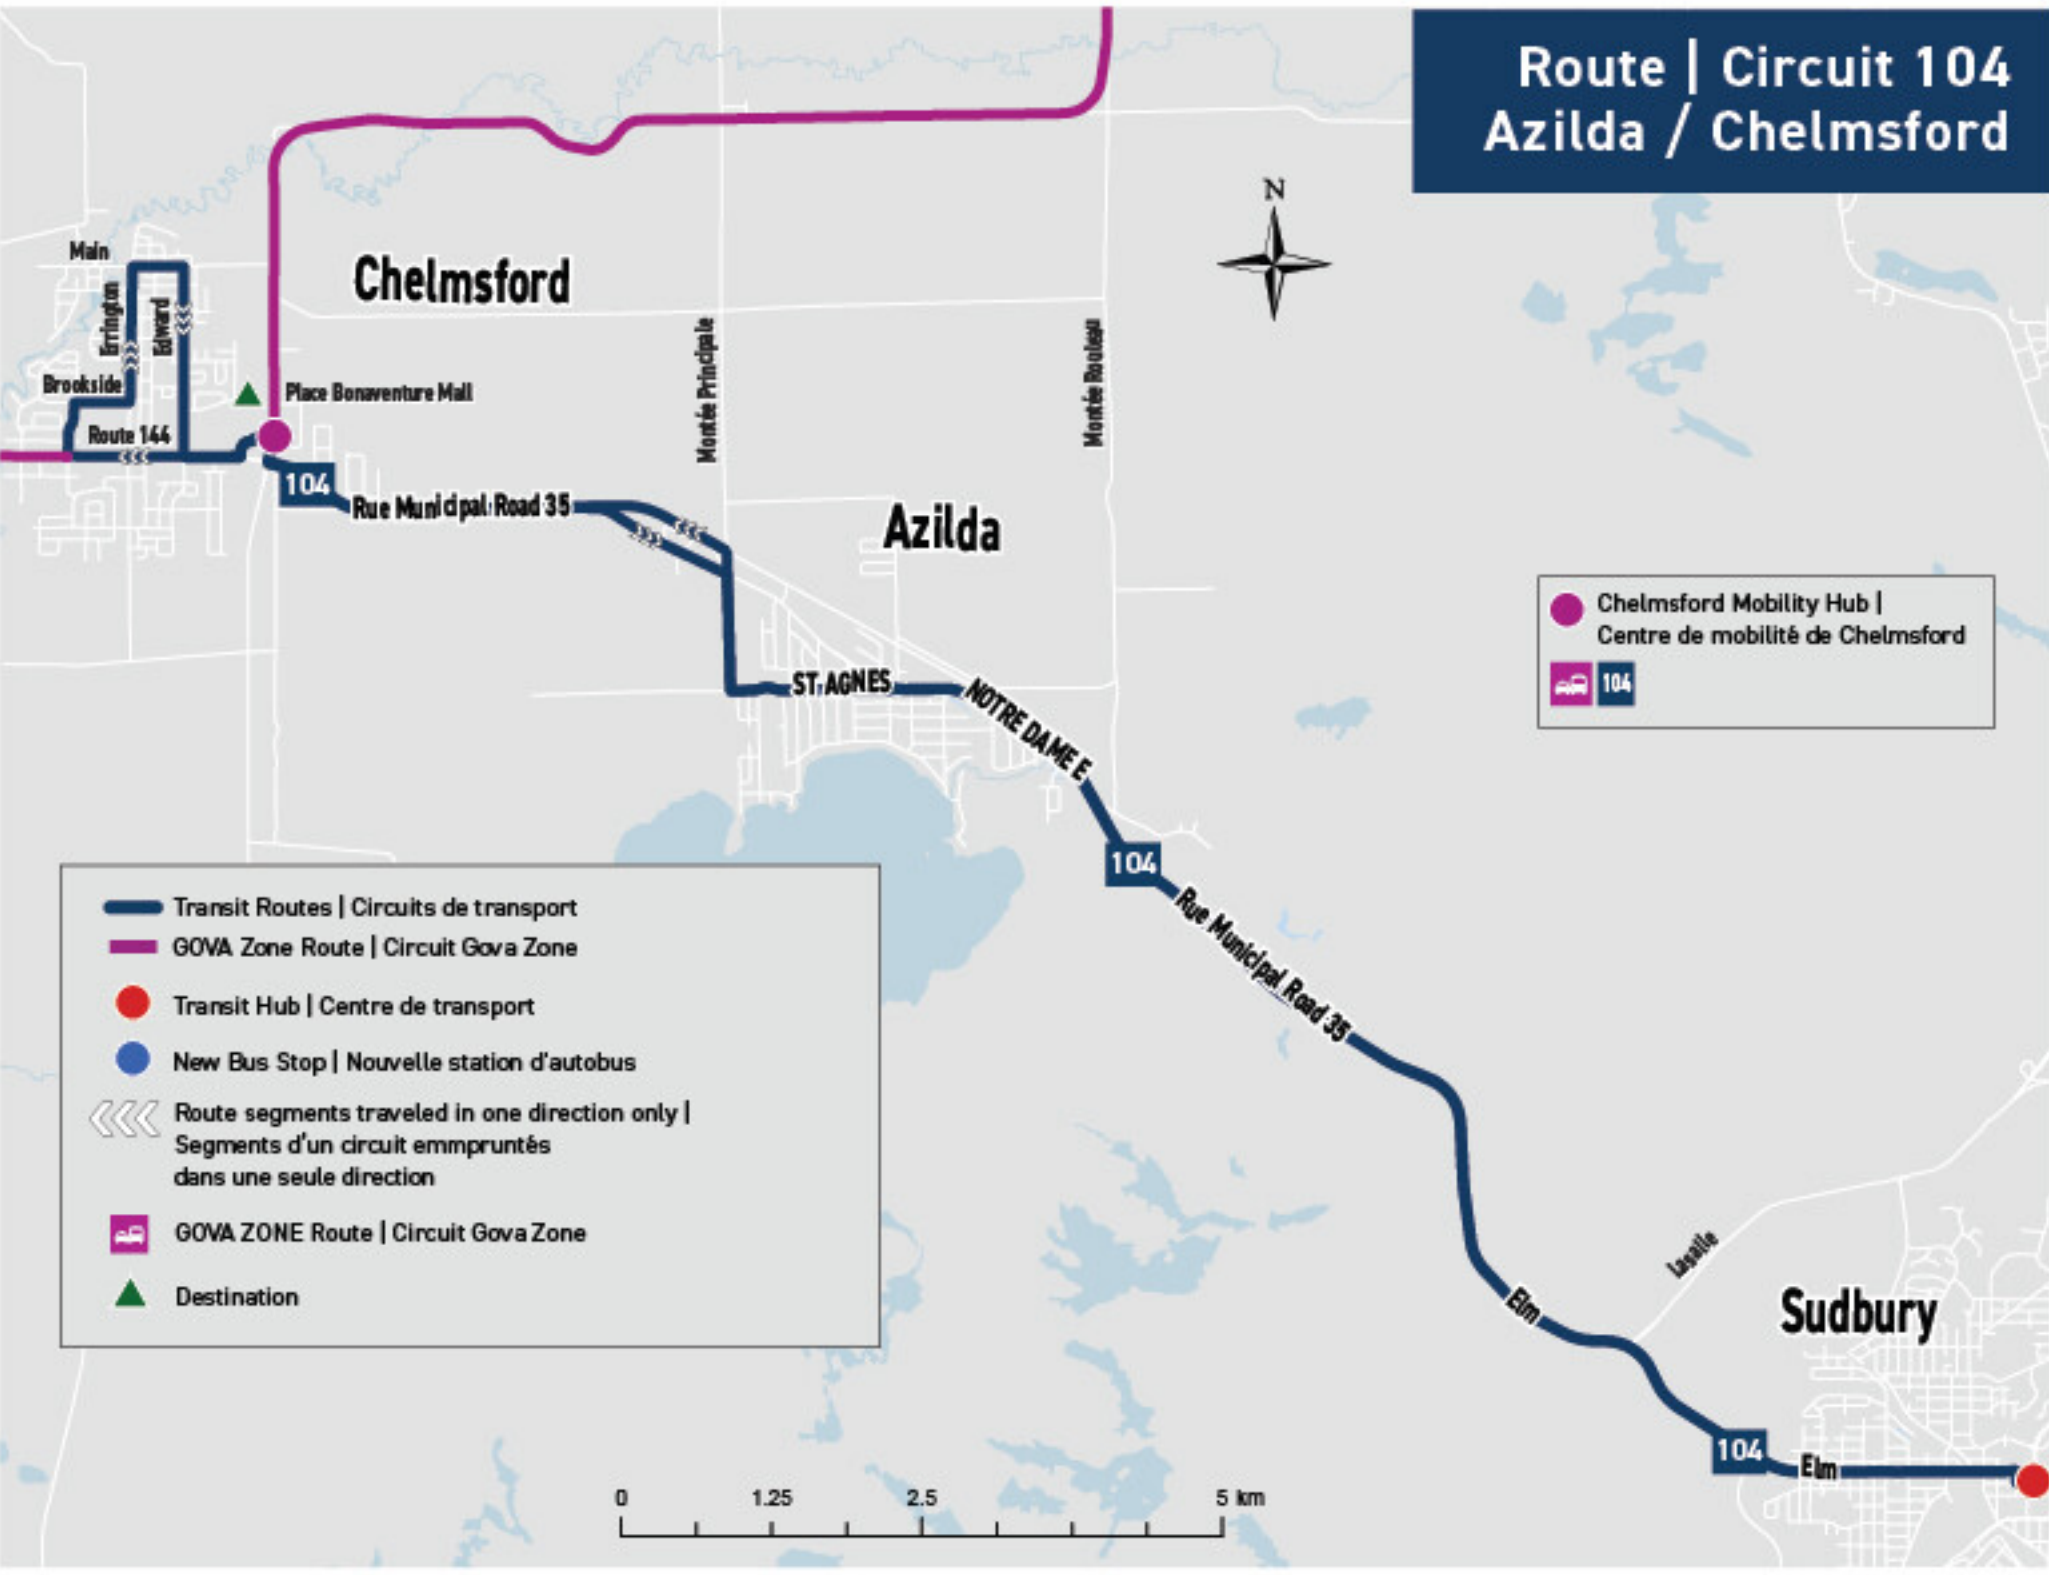 Route | Circuit 104
Azilda / Chelmsford
N
Main
Chelmsford
Errington
Edward
Montée Principale
Montée Rouleau
Brookside
Place Bonaventure Mall
Route 144
104
Rue Municipal Road 35
Azilda
Chelmsford Mobility Hub |
Centre de mobilité de Chelmsford
104
ST AGNES
NOTRE DAME E
104
Rue Municipal Road 35
Transit Routes | Circuits de transport
GOVA Zone Route | Circuit Gova Zone
Transit Hub | Centre de transport
New Bus Stop | Nouvelle station d'autobus
Route segments traveled in one direction only |
Segments d'un circuit emmpruntés
dans une seule direction
GOVA ZONE Route | Circuit Gova Zone
Destination
Lasalle
Elm
Sudbury
104
Elm
0 1.25 2.5 5 km